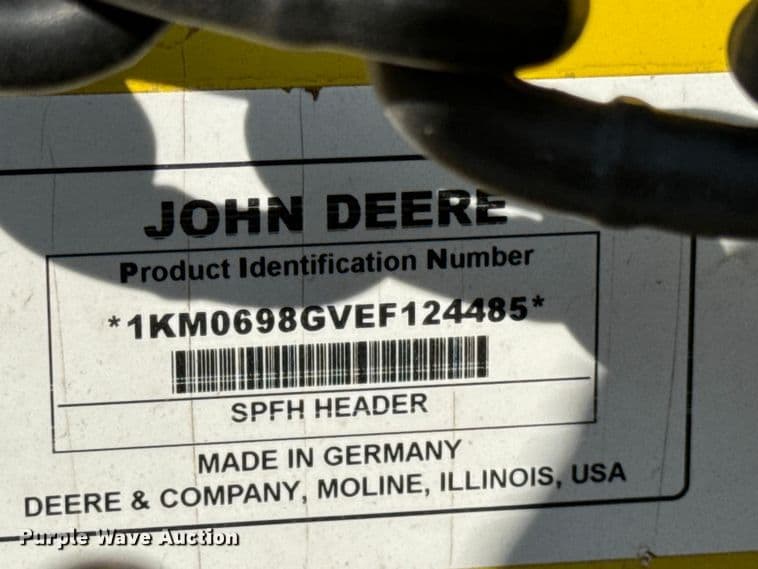 JOHN DEERE
Product Identification Number
*1KM0698GVEF124485*
SPFH HEADER
MADE IN GERMANY
DEERE & COMPANY, MOLINE, ILLINOIS, USA
Purple Wave Auction